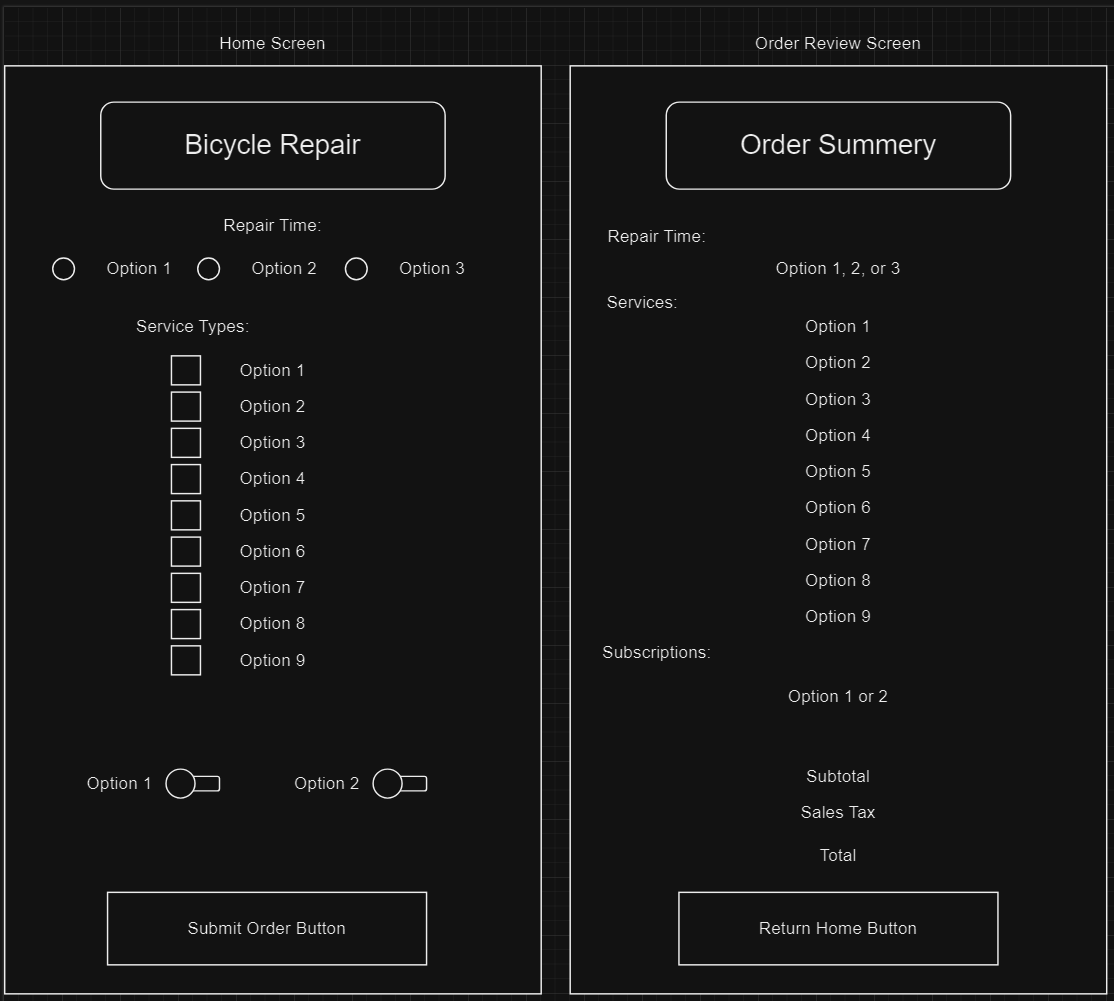 Home Screen
Bicycle Repair
Repair Time:
Option 1
Option 2
Option 3
Service Types:
Option 1
Option 2
Option 3
Option 4
Option 5
Option 6
Option 7
Option 8
Option 9
Option 1
Option 2
Submit Order Button
Order Review Screen
Order Summery
Repair Time:
Option 1, 2, or 3
Services:
Option 1
Option 2
Option 3
Option 4
Option 5
Option 6
Option 7
Option 8
Option 9
Subscriptions:
Option 1 or 2
Subtotal
Sales Tax
Total
Return Home Button